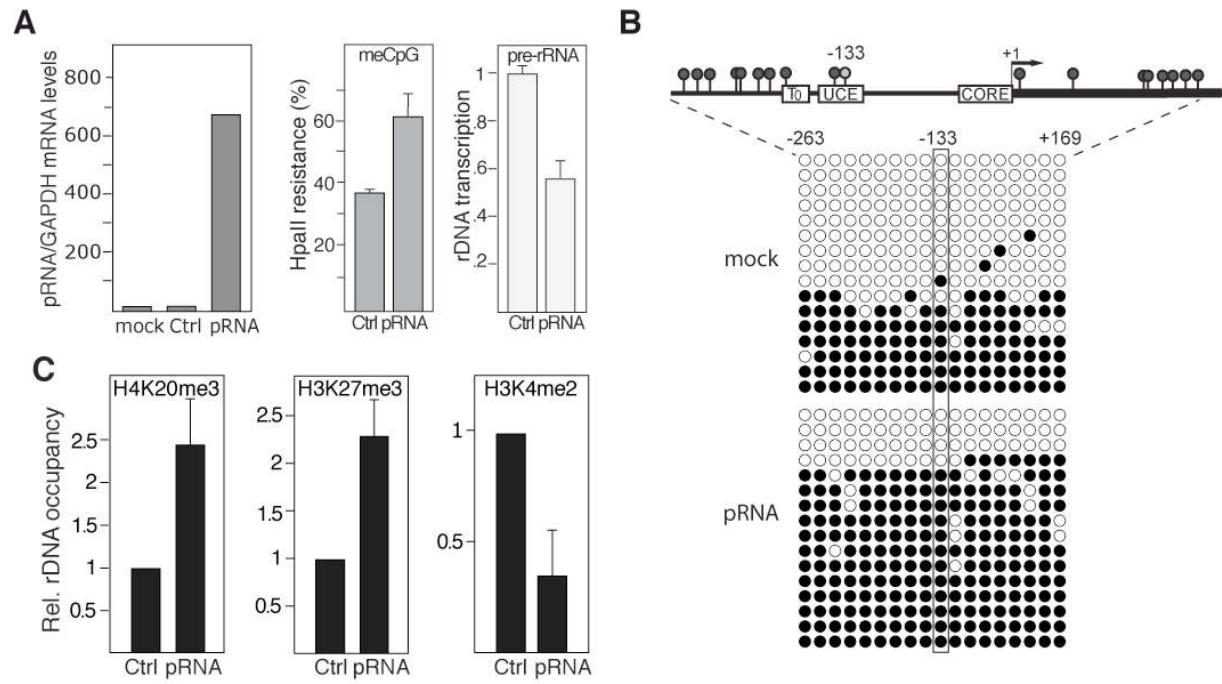 A
pRNA/GAPDH mRNA levels
800
600
400
200
mock Ctrl pRNA
meCpG
HpaII resistance (%)
60
40
20
Ctrl pRNA
pre-rRNA
rDNA transcription
1
.8
.6
.4
.2
Ctrl pRNA
B
-133
+1
T0
UCE
CORE
-263
-133
+169
mock
pRNA
C
Rel. rDNA occupancy
H4K20me3
2.5
2
1.5
1
0.5
Ctrl pRNA
H3K27me3
2.5
2
1.5
1
0.5
Ctrl pRNA
H3K4me2
1
0.5
Ctrl pRNA